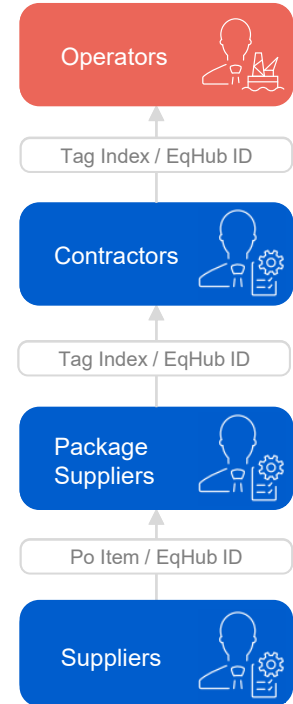 Operators
Tag Index / EqHub ID
Contractors
Tag Index / EqHub ID
Package
Suppliers
Po Item / EqHub ID
Suppliers